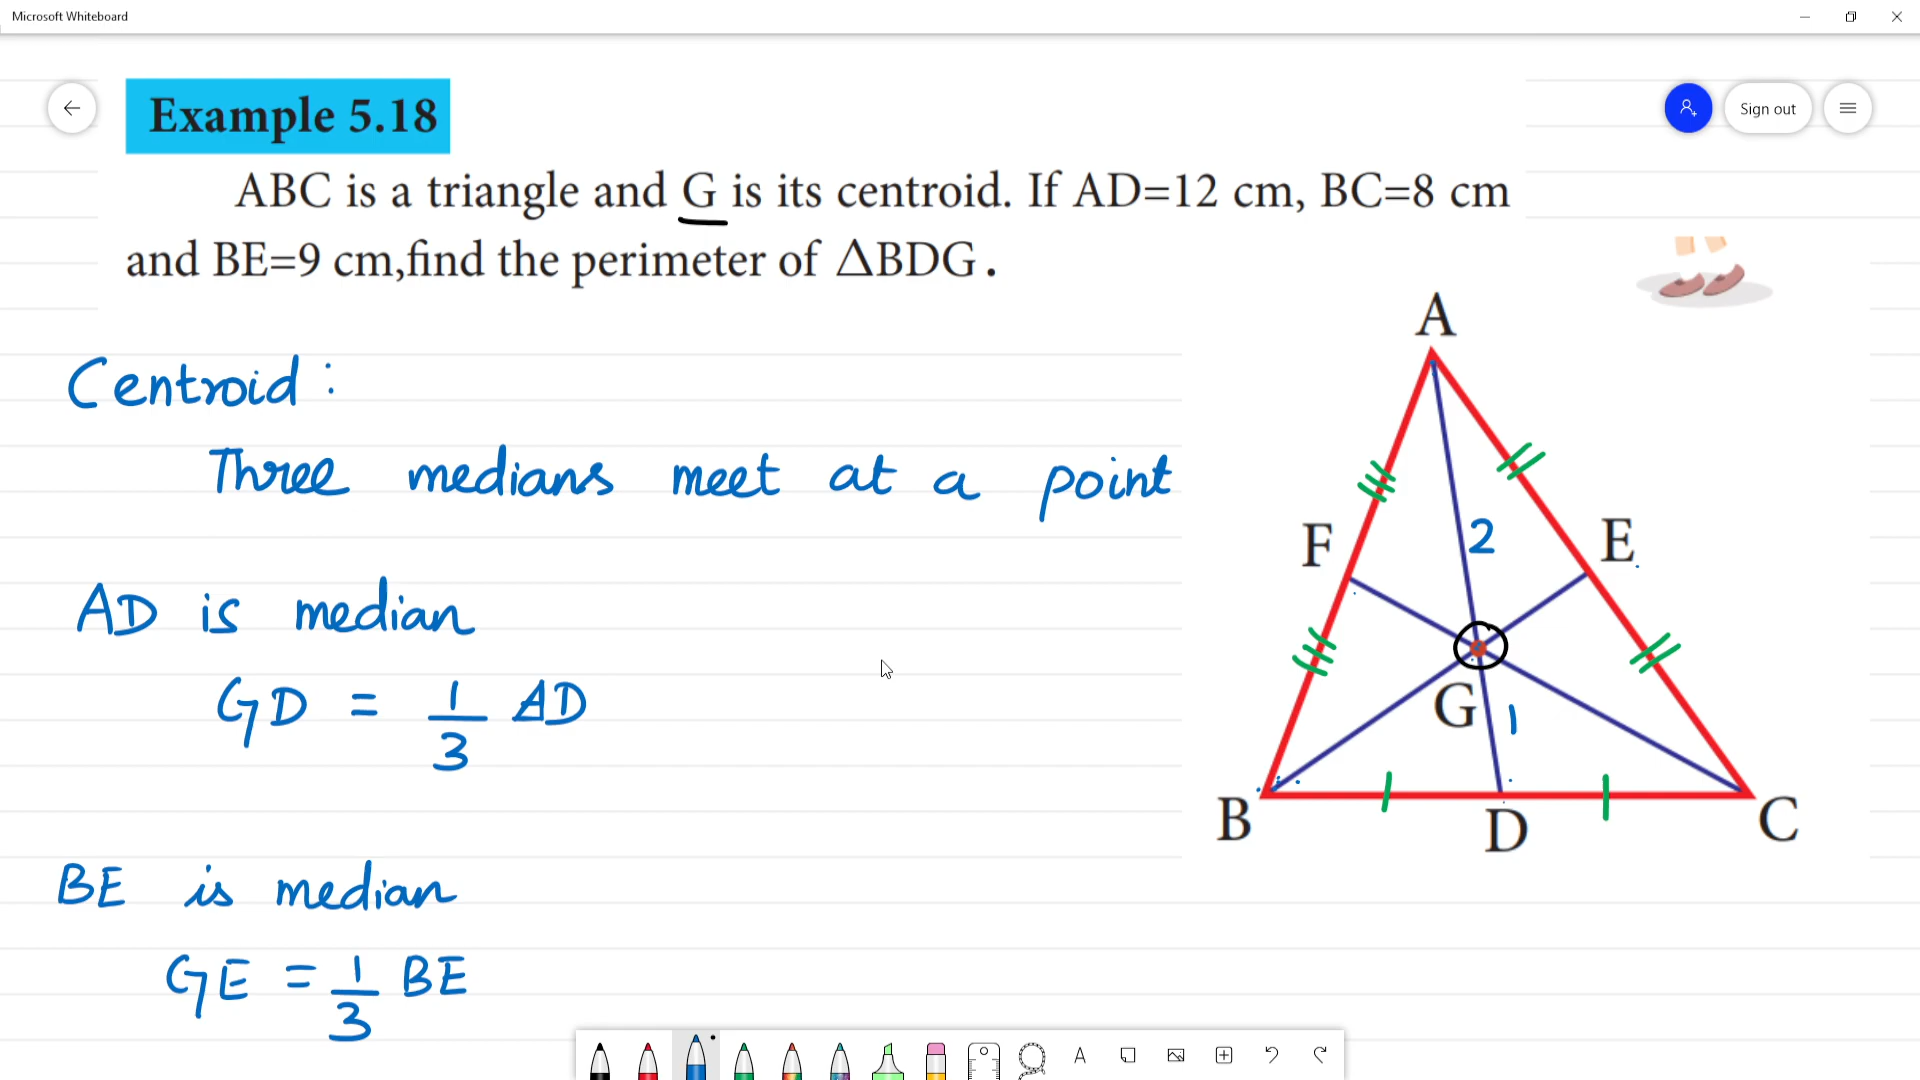 Microsoft Whiteboard
Sign out
Example 5.18
ABC is a triangle and G is its centroid. If AD=12 cm, BC=8 cm
and BE=9 cm,find the perimeter of △BDG.
Centroid :
Three medians meet at a point
AD is median
GD = 1/3 AD
BE is median
GE = 1/3 BE
A
F
2
E
G
1
B
D
C
A